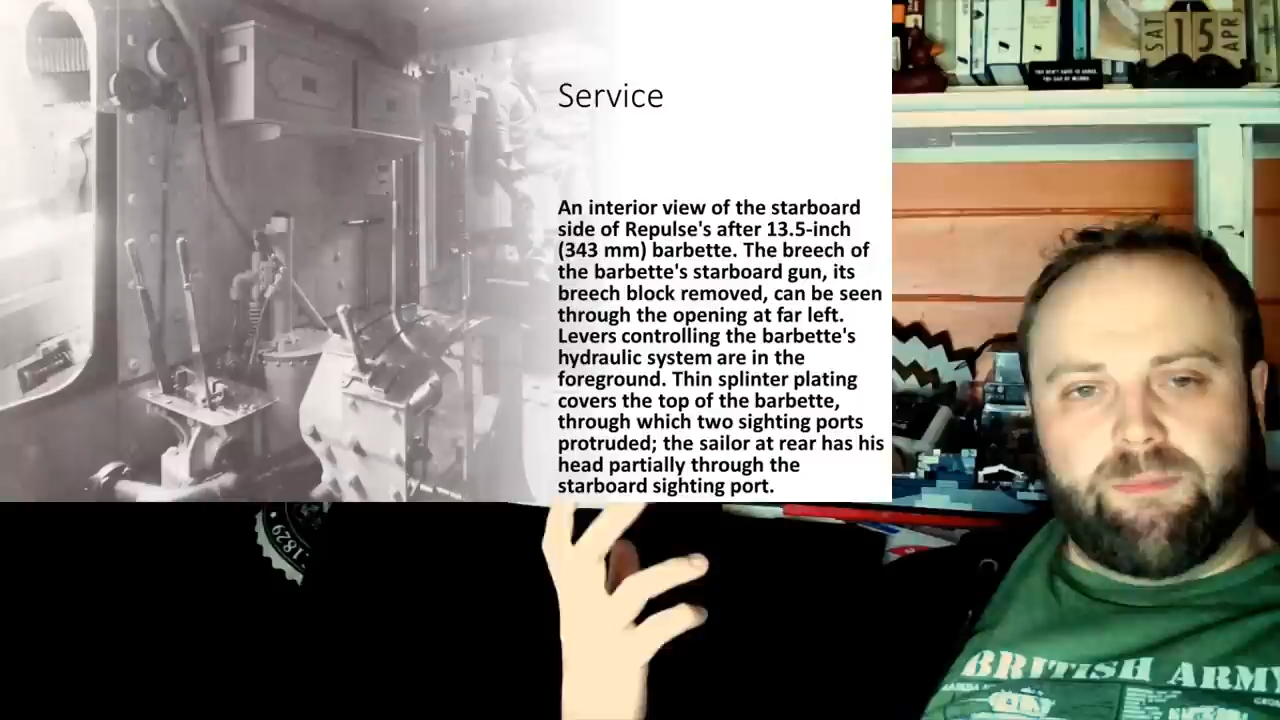 Service
An interior view of the starboard
side of Repulse's after 13.5-inch
(343 mm) barbette. The breech of
the barbette's starboard gun, its
breech block removed, can be seen
through the opening at far left.
Levers controlling the barbette's
hydraulic system are in the
foreground. Thin splinter plating
covers the top of the barbette,
through which two sighting ports
protruded; the sailor at rear has his
head partially through the
starboard sighting port.
SAT 15 APR
1829
BRITISH ARMY